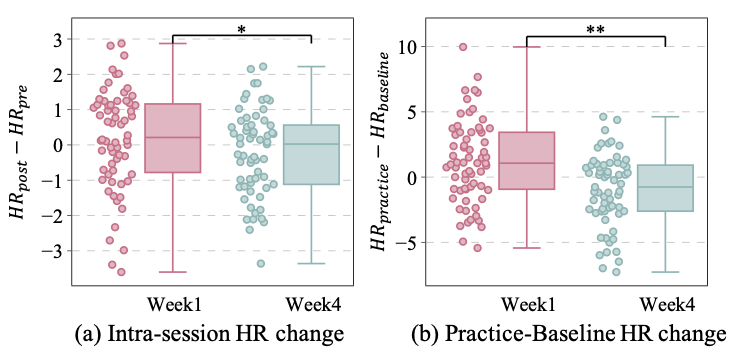 3
2
1
0
−1
−2
−3
HRpost − HRpre
*
Week1 Week4
(a) Intra-session HR change
10
5
0
−5
HRpractice − HRbaseline
**
Week1 Week4
(b) Practice-Baseline HR change